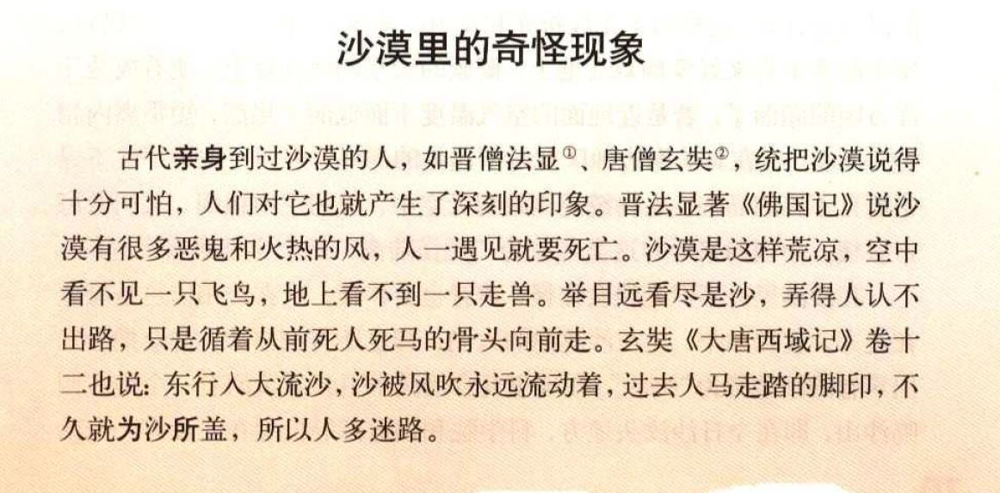 沙漠里的奇怪现象
古代亲身到过沙漠的人，如晋僧法显①、唐僧玄奘②，统把沙漠说得
十分可怕，人们对它也就产生了深刻的印象。晋法显著《佛国记》说沙
漠有很多恶鬼和火热的风，人一遇见就要死亡。沙漠是这样荒凉，空中
看不见一只飞鸟，地上看不到一只走兽。举目远看尽是沙，弄得人认不
出路，只是循着从前死人死马的骨头向前走。玄奘《大唐西域记》卷十
二也说：东行入大流沙，沙被风吹永远流动着，过去人马走踏的脚印，不
久就为沙所盖，所以人多迷路。